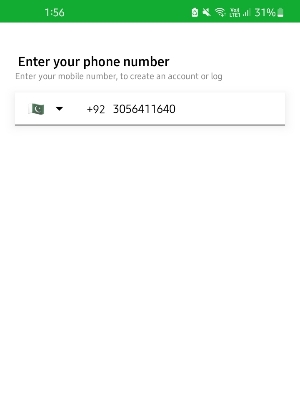 1:56
Vo)
LTE1
31%
Enter your phone number
Enter your mobile number, to create an account or log
+92 3056411640